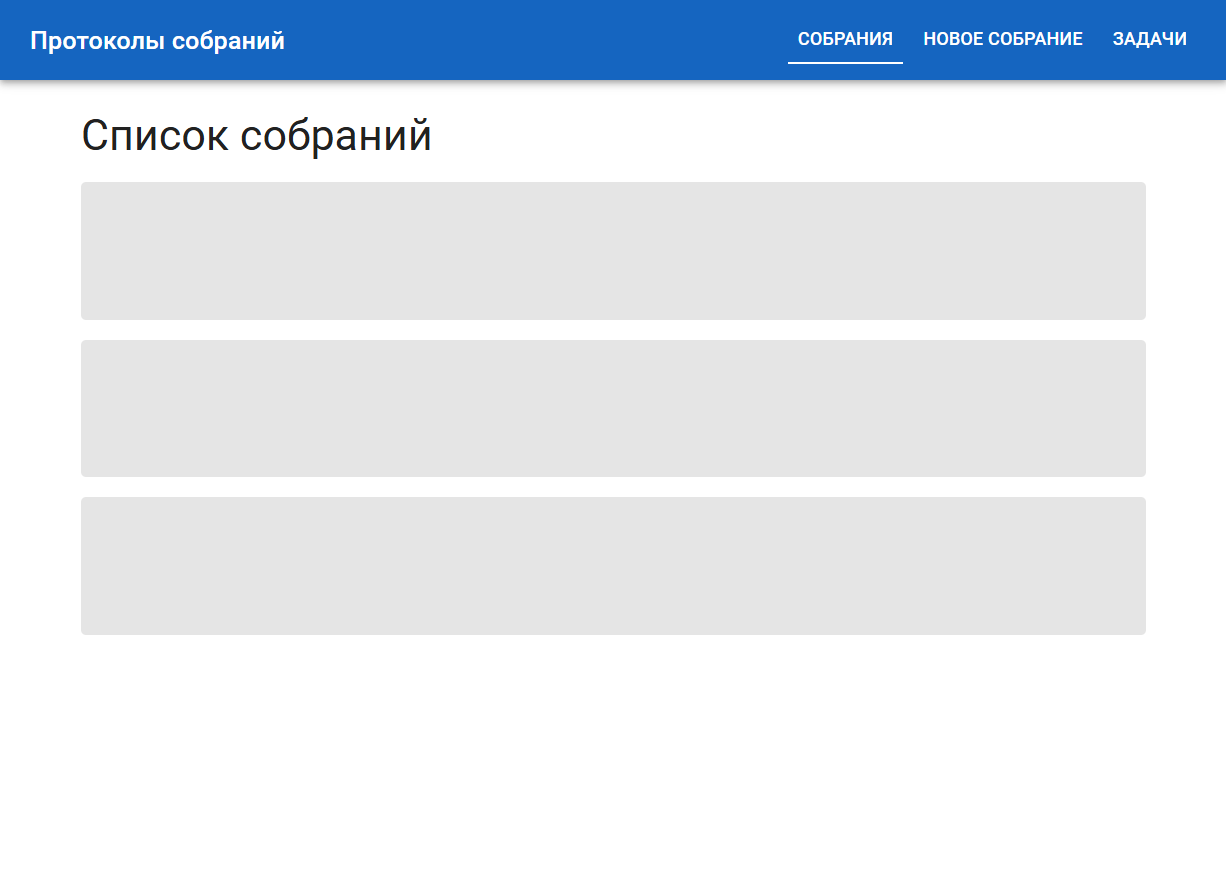 Протоколы собраний
СОБРАНИЯ
НОВОЕ СОБРАНИЕ
ЗАДАЧИ
Список собраний